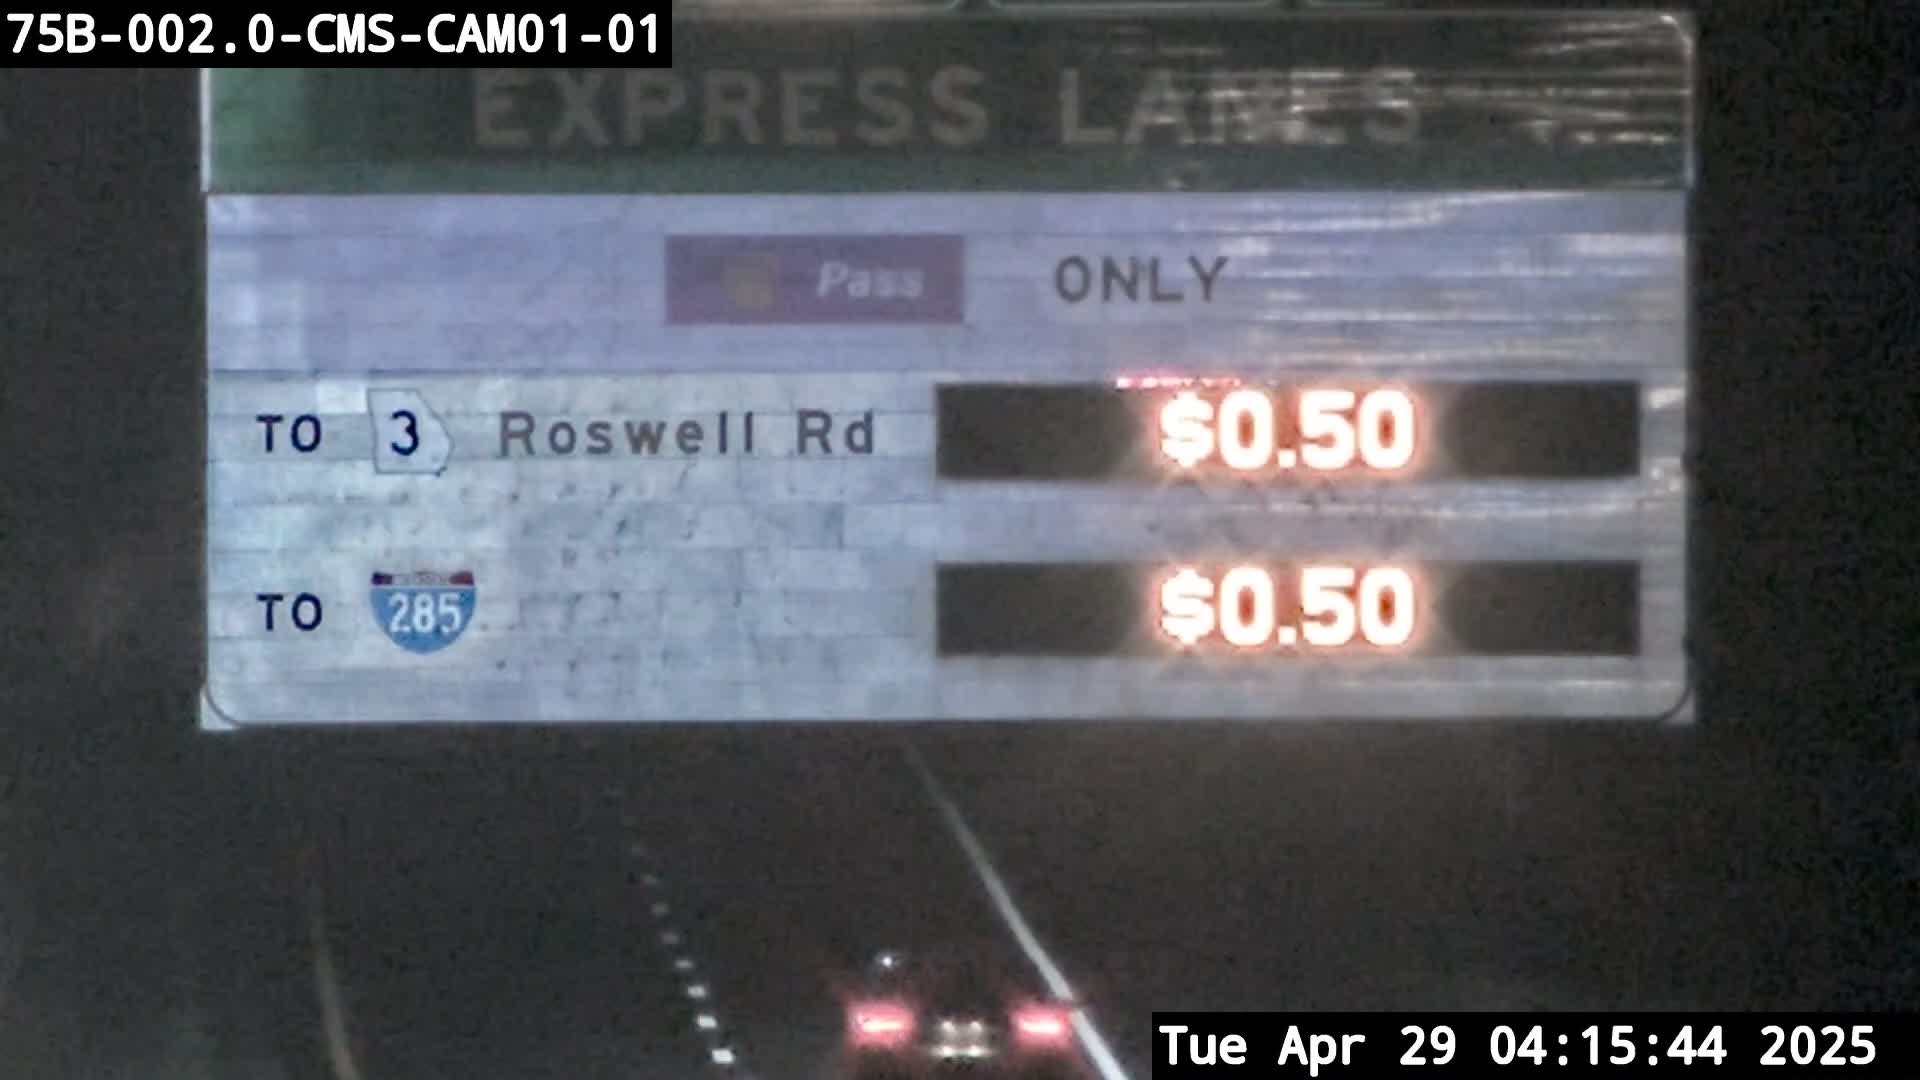 75B-002.0-CMS-CAM01-01
EXPRESS LANES
Pass ONLY
TO 3 Roswell Rd $0.50
TO 285 $0.50
Tue Apr 29 04:15:44 2025